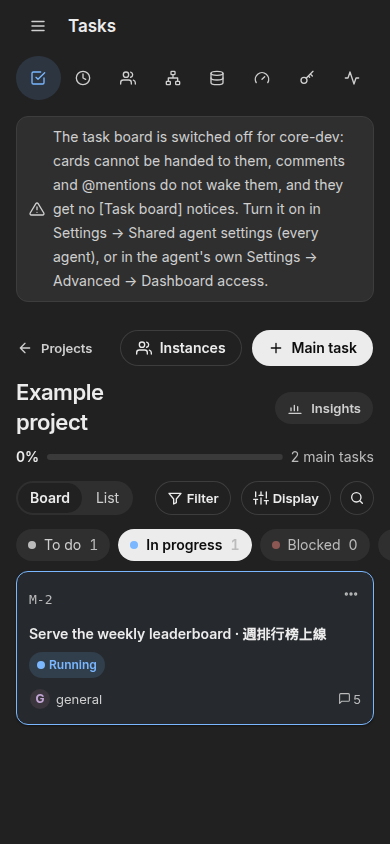 Tasks
The task board is switched off for core-dev:
cards cannot be handed to them, comments
and @mentions do not wake them, and they
get no [Task board] notices. Turn it on in
Settings → Shared agent settings (every
agent), or in the agent's own Settings →
Advanced → Dashboard access.
← Projects
Instances
+ Main task
Example
project
Insights
0%
2 main tasks
Board
List
Filter
Display
To do 1
In progress 1
Blocked 0
M-2
Serve the weekly leaderboard · 週排行榜上線
Running
G general
5